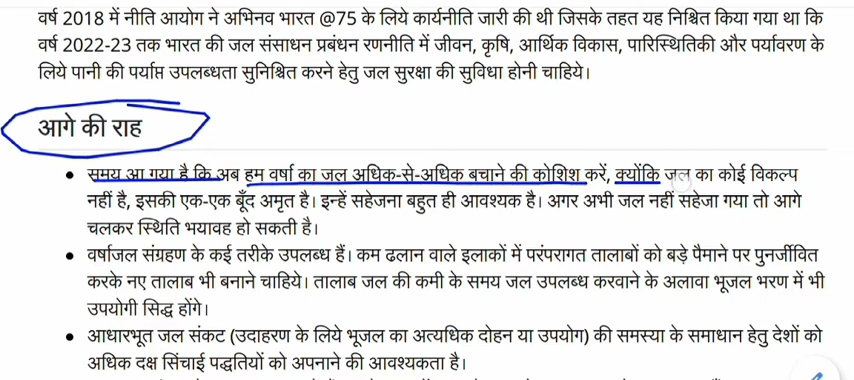 वर्ष 2018 में नीति आयोग ने अभिनव भारत @75 के लिये कार्यनीति जारी की थी जिसके तहत यह निश्चित किया गया था कि
वर्ष 2022-23 तक भारत की जल संसाधन प्रबंधन रणनीति में जीवन, कृषि, आर्थिक विकास, पारिस्थितिकी और पर्यावरण के
लिये पानी की पर्याप्त उपलब्धता सुनिश्चित करने हेतु जल सुरक्षा की सुविधा होनी चाहिये।
आगे की राह
• समय आ गया है कि अब हम वर्षा का जल अधिक-से-अधिक बचाने की कोशिश करें, क्योंकि जल का कोई विकल्प
नहीं है, इसकी एक-एक बूँद अमृत है। इन्हें सहेजना बहुत ही आवश्यक है। अगर अभी जल नहीं सहेजा गया तो आगे
चलकर स्थिति भयावह हो सकती है।
• वर्षाजल संग्रहण के कई तरीके उपलब्ध हैं। कम ढलान वाले इलाकों में परंपरागत तालाबों को बड़े पैमाने पर पुनर्जीवित
करके नए तालाब भी बनाने चाहिये। तालाब जल की कमी के समय जल उपलब्ध करवाने के अलावा भूजल भरण में भी
उपयोगी सिद्ध होंगे।
• आधारभूत जल संकट (उदाहरण के लिये भूजल का अत्यधिक दोहन या उपयोग) की समस्या के समाधान हेतु देशों को
अधिक दक्ष सिंचाई पद्धतियों को अपनाने की आवश्यकता है।